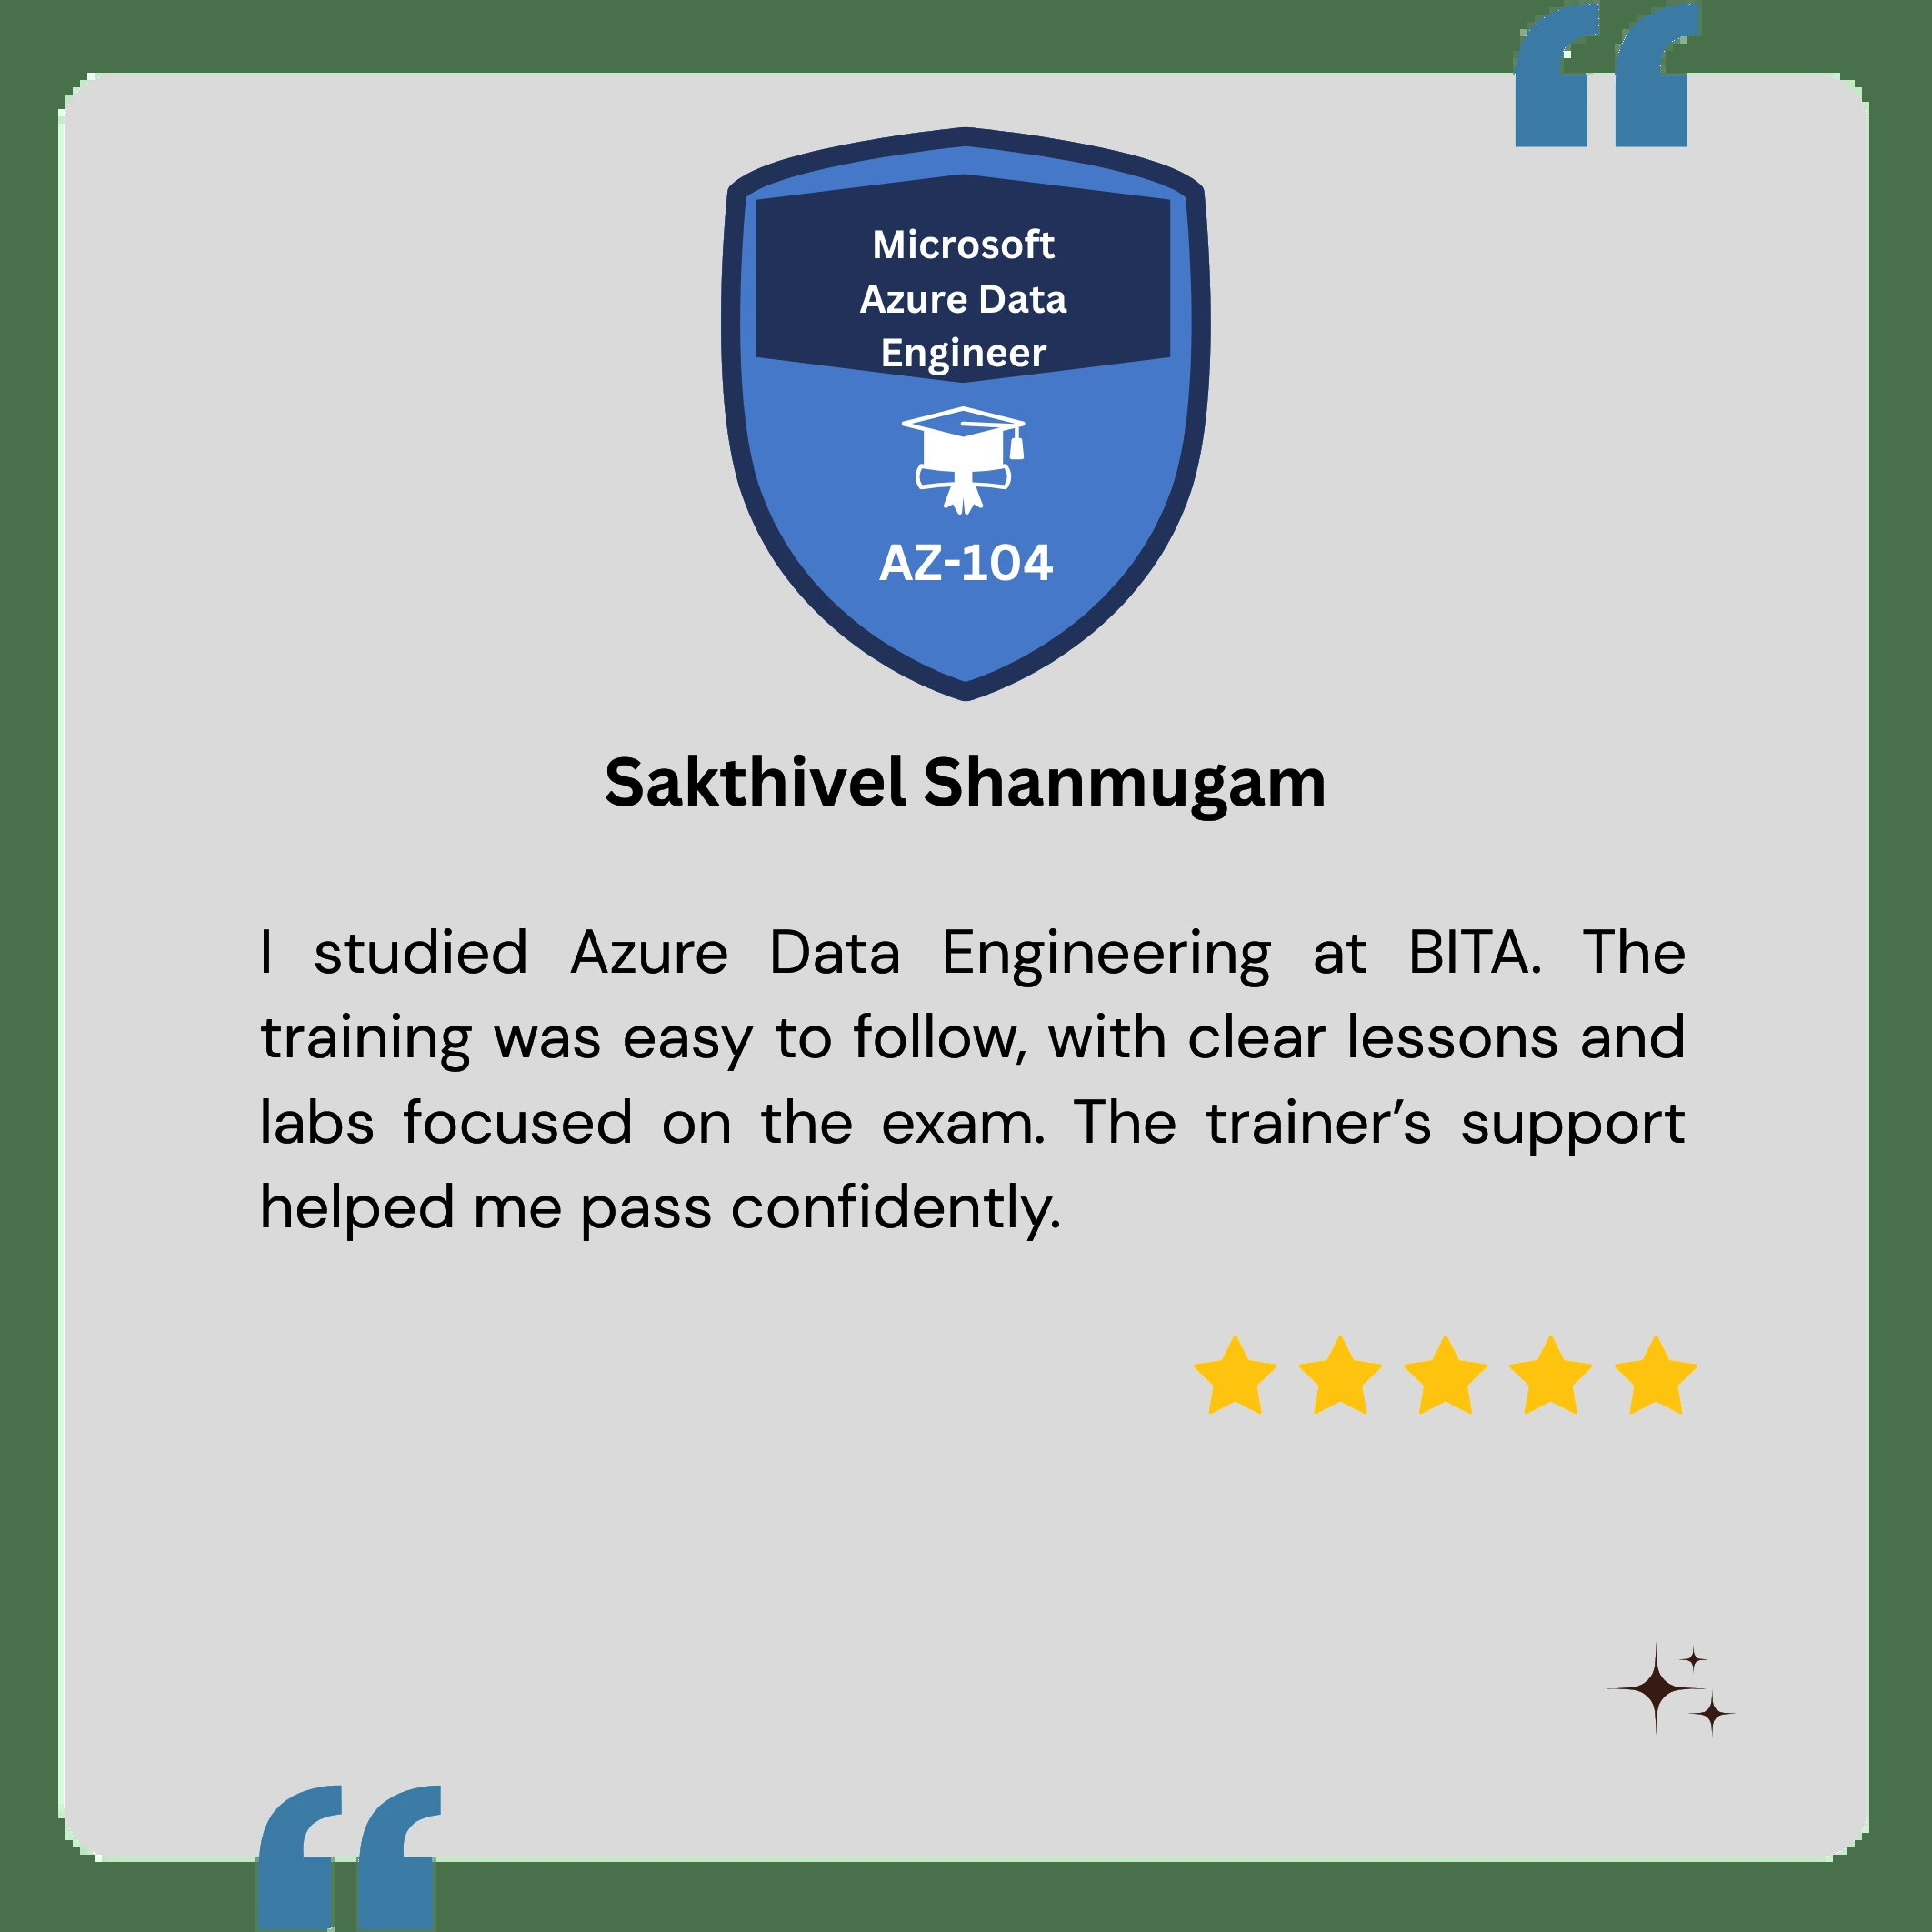 Microsoft
Azure Data
Engineer
AZ-104
Sakthivel Shanmugam
I studied Azure Data Engineering at BITA. The
training was easy to follow, with clear lessons and
labs focused on the exam. The trainer’s support
helped me pass confidently.